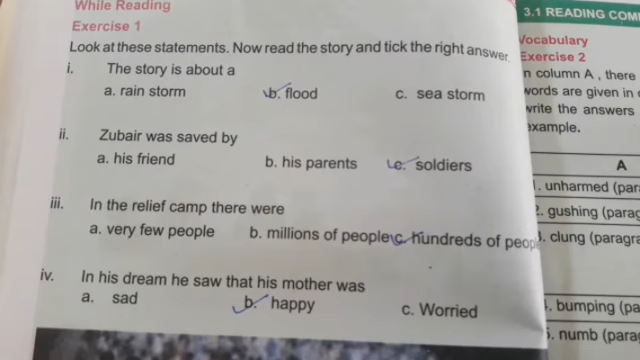 While Reading
Exercise 1
Look at these statements. Now read the story and tick the right answer.
i. The story is about a
a. rain storm b. flood c. sea storm
ii. Zubair was saved by
a. his friend b. his parents c. soldiers
iii. In the relief camp there were
a. very few people b. millions of people c. hundreds of peop
iv. In his dream he saw that his mother was
a. sad b. happy c. Worried
3.1 READING COM
Vocabulary
Exercise 2
n column A , there
words are given in
write the answers
example.
A
1. unharmed (par
2. gushing (parag
3. clung (paragra
4. bumping (pa
5. numb (para